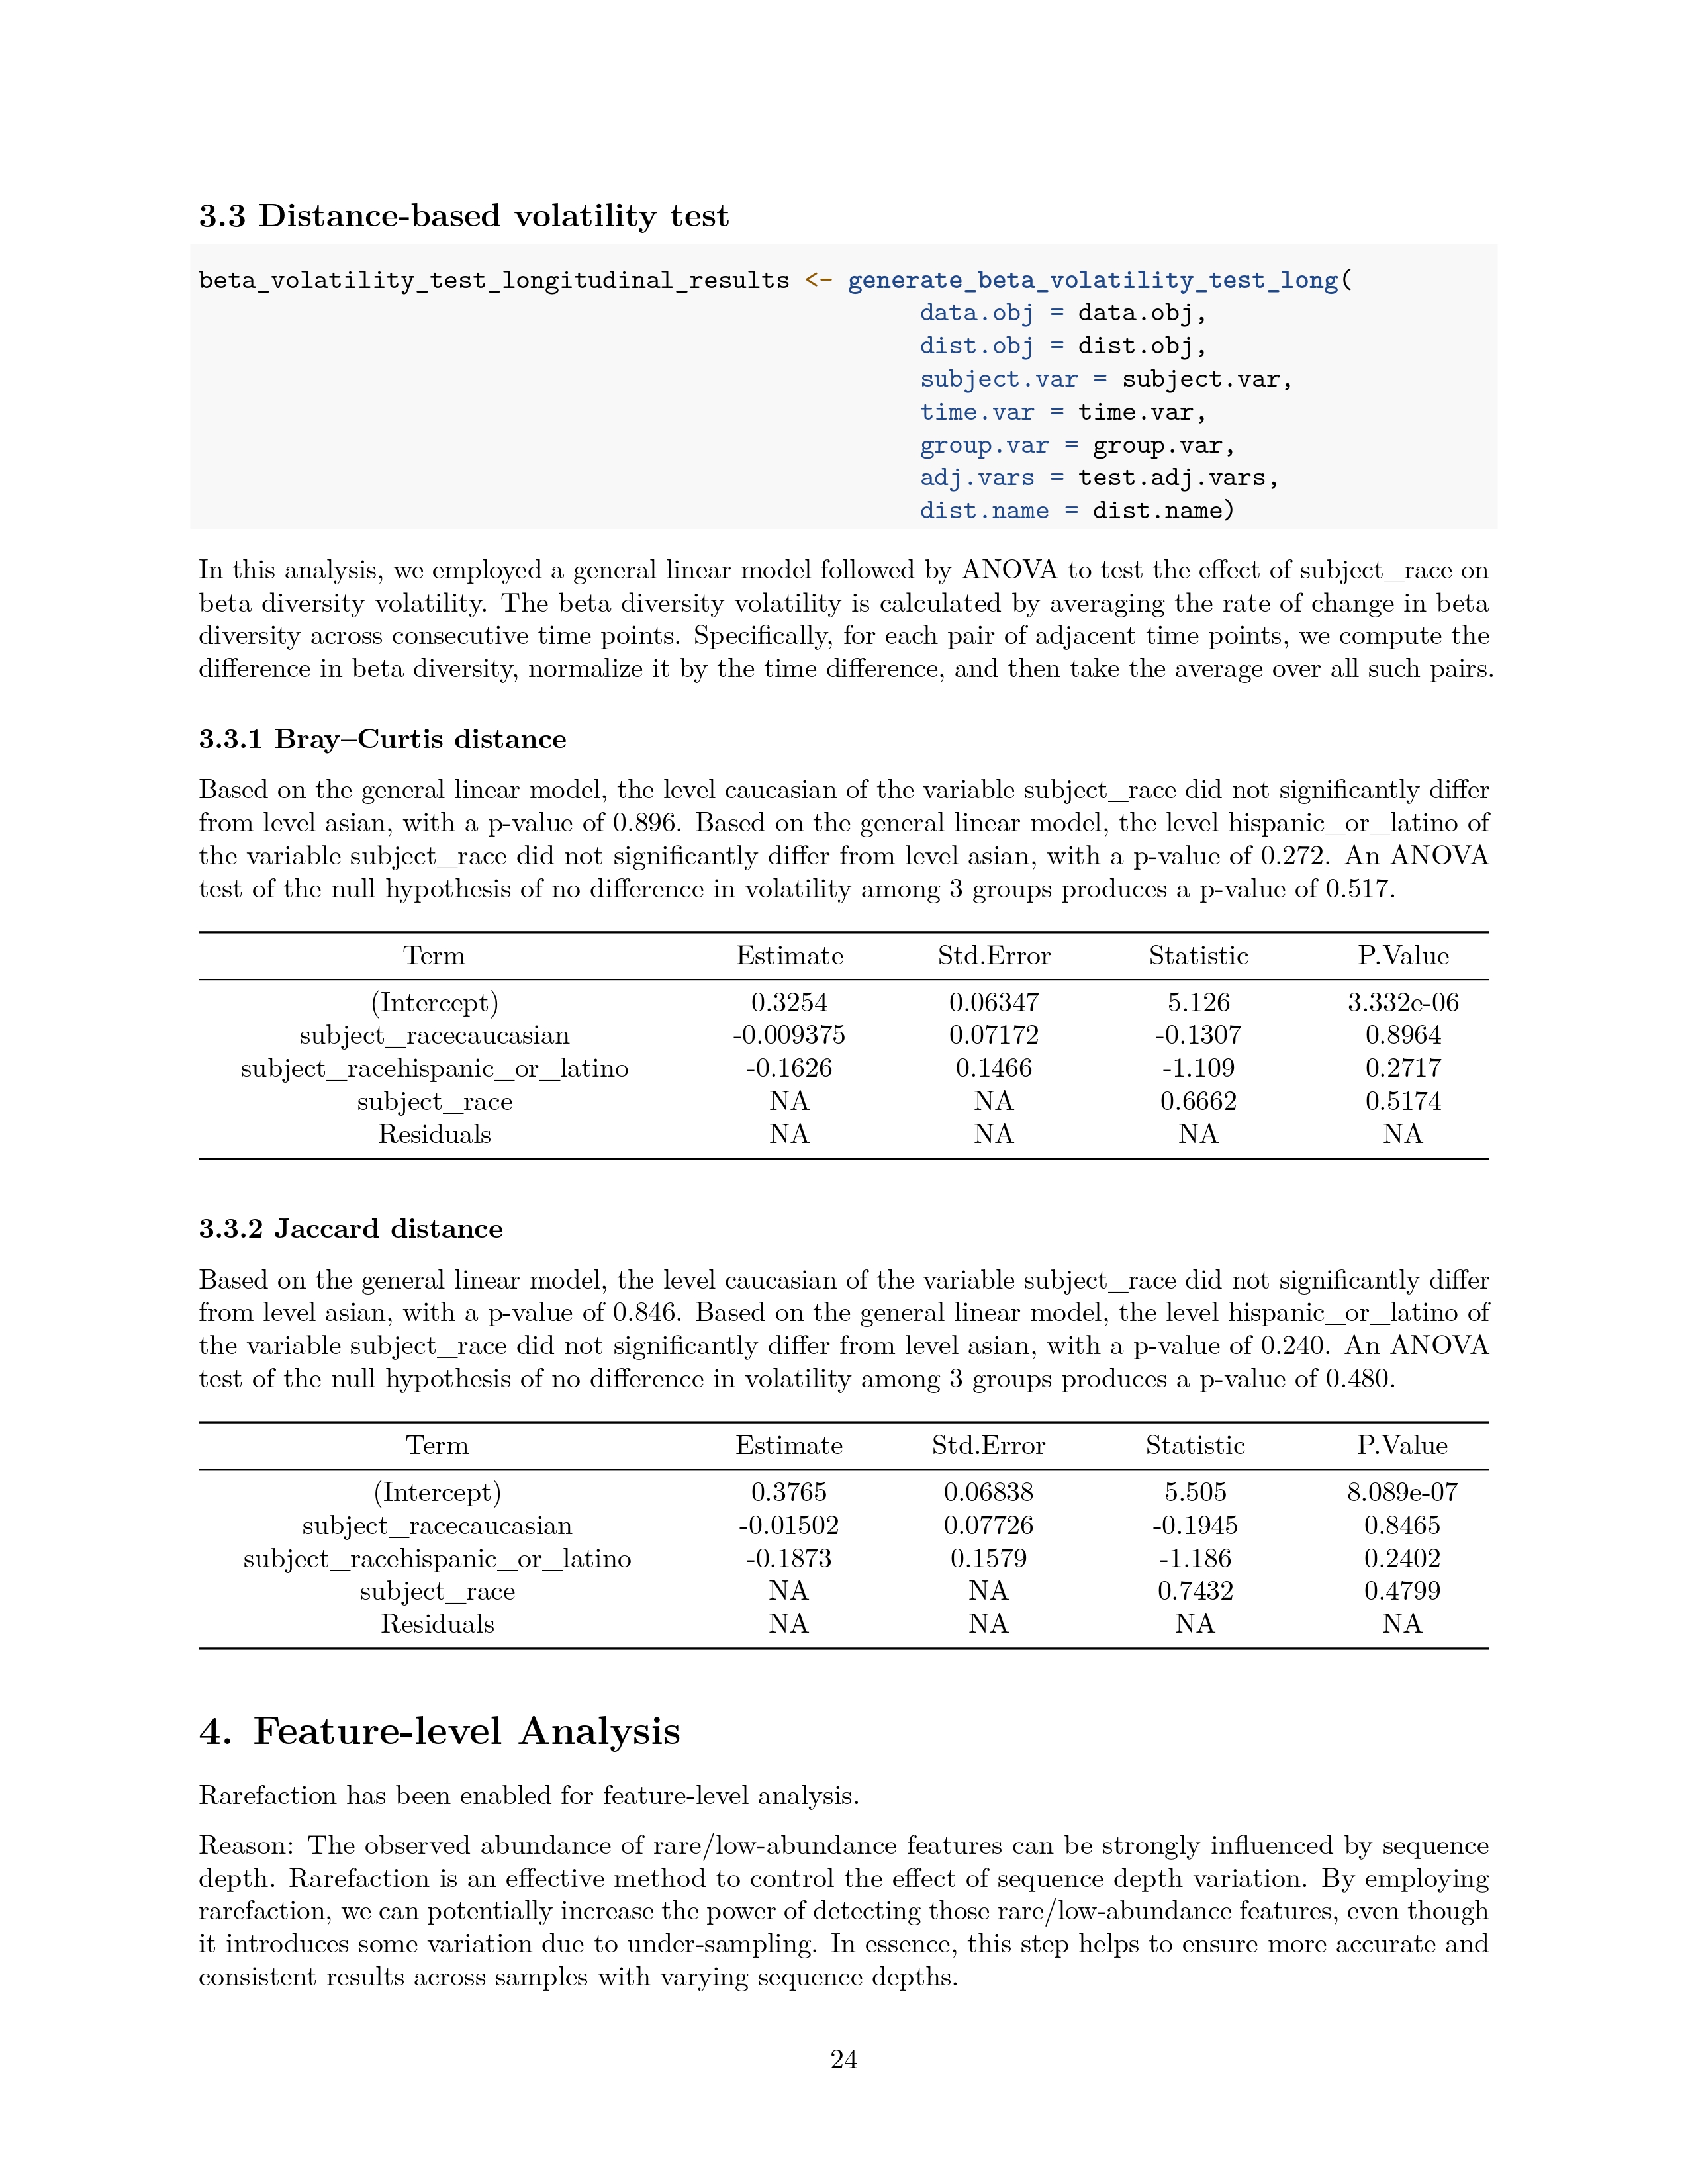 3.3 Distance-based volatility test
beta_volatility_test_longitudinal_results <- generate_beta_volatility_test_long(
data.obj = data.obj,
dist.obj = dist.obj,
subject.var = subject.var,
time.var = time.var,
group.var = group.var,
adj.vars = test.adj.vars,
dist.name = dist.name)
In this analysis, we employed a general linear model followed by ANOVA to test the effect of subject_race on
beta diversity volatility. The beta diversity volatility is calculated by averaging the rate of change in beta
diversity across consecutive time points. Specifically, for each pair of adjacent time points, we compute the
difference in beta diversity, normalize it by the time difference, and then take the average over all such pairs.
3.3.1 Bray–Curtis distance
Based on the general linear model, the level caucasian of the variable subject_race did not significantly differ
from level asian, with a p-value of 0.896. Based on the general linear model, the level hispanic_or_latino of
the variable subject_race did not significantly differ from level asian, with a p-value of 0.272. An ANOVA
test of the null hypothesis of no difference in volatility among 3 groups produces a p-value of 0.517.
Term Estimate Std.Error Statistic P.Value
(Intercept) 0.3254 0.06347 5.126 3.332e-06
subject_racecaucasian -0.009375 0.07172 -0.1307 0.8964
subject_racehispanic_or_latino -0.1626 0.1466 -1.109 0.2717
subject_race NA NA 0.6662 0.5174
Residuals NA NA NA NA
3.3.2 Jaccard distance
Based on the general linear model, the level caucasian of the variable subject_race did not significantly differ
from level asian, with a p-value of 0.846. Based on the general linear model, the level hispanic_or_latino of
the variable subject_race did not significantly differ from level asian, with a p-value of 0.240. An ANOVA
test of the null hypothesis of no difference in volatility among 3 groups produces a p-value of 0.480.
Term Estimate Std.Error Statistic P.Value
(Intercept) 0.3765 0.06838 5.505 8.089e-07
subject_racecaucasian -0.01502 0.07726 -0.1945 0.8465
subject_racehispanic_or_latino -0.1873 0.1579 -1.186 0.2402
subject_race NA NA 0.7432 0.4799
Residuals NA NA NA NA
4. Feature-level Analysis
Rarefaction has been enabled for feature-level analysis.
Reason: The observed abundance of rare/low-abundance features can be strongly influenced by sequence
depth. Rarefaction is an effective method to control the effect of sequence depth variation. By employing
rarefaction, we can potentially increase the power of detecting those rare/low-abundance features, even though
it introduces some variation due to under-sampling. In essence, this step helps to ensure more accurate and
consistent results across samples with varying sequence depths.
24